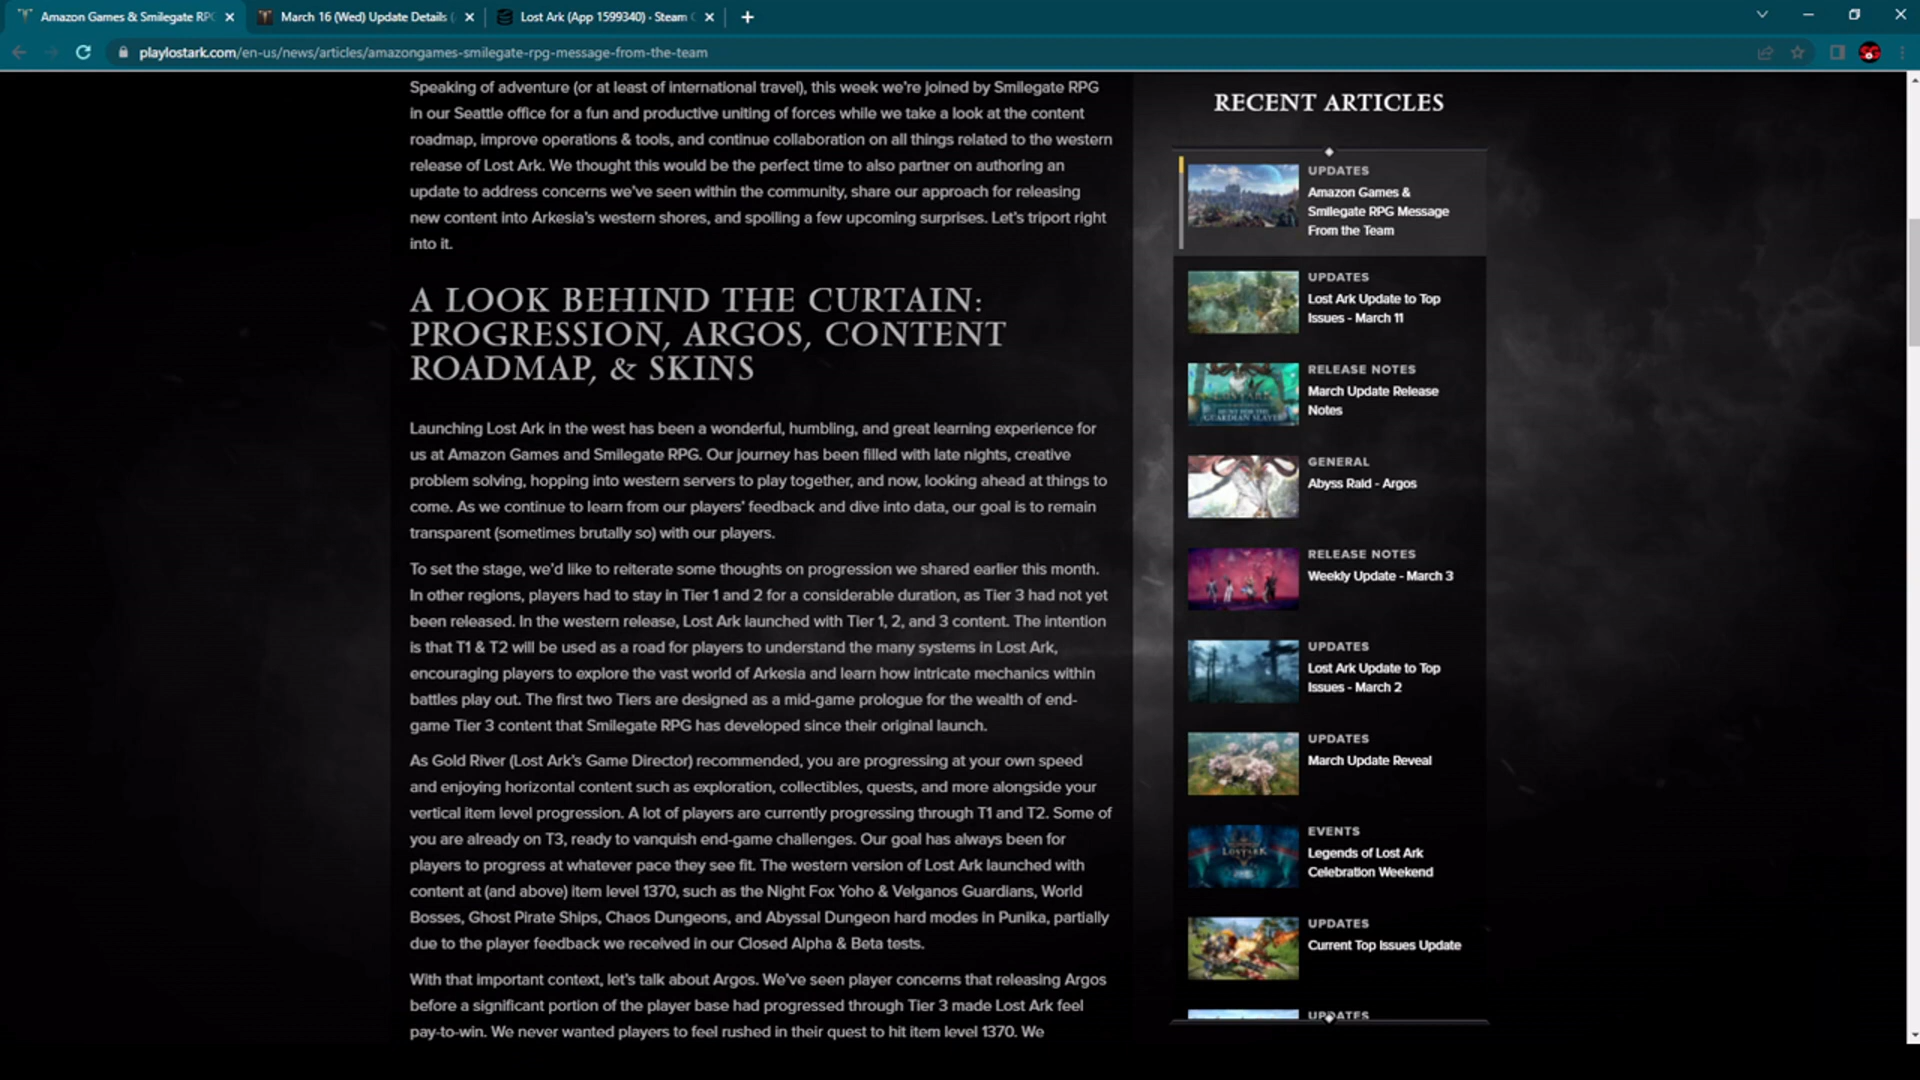 Amazon Games & Smilegate RPG
March 16 (Wed) Update Details (
Lost Ark (App 1599340) · Steam
playlostark.com/en-us/news/articles/amazongames-smilegate-rpg-message-from-the-team
Speaking of adventure (or at least of international travel), this week we're joined by Smilegate RPG
in our Seattle office for a fun and productive uniting of forces while we take a look at the content
roadmap, improve operations & tools, and continue collaboration on all things related to the western
release of Lost Ark. We thought this would be the perfect time to also partner on authoring an
update to address concerns we've seen within the community, share our approach for releasing
new content into Arkesia's western shores, and spoiling a few upcoming surprises. Let's triport right
into it.
A LOOK BEHIND THE CURTAIN:
PROGRESSION, ARGOS, CONTENT
ROADMAP, & SKINS
Launching Lost Ark in the west has been a wonderful, humbling, and great learning experience for
us at Amazon Games and Smilegate RPG. Our journey has been filled with late nights, creative
problem solving, hopping into western servers to play together, and now, looking ahead at things to
come. As we continue to learn from our players' feedback and dive into data, our goal is to remain
transparent (sometimes brutally so) with our players.
To set the stage, we'd like to reiterate some thoughts on progression we shared earlier this month.
In other regions, players had to stay in Tier 1 and 2 for a considerable duration, as Tier 3 had not yet
been released. In the western release, Lost Ark launched with Tier 1, 2, and 3 content. The intention
is that T1 & T2 will be used as a road for players to understand the many systems in Lost Ark,
encouraging players to explore the vast world of Arkesia and learn how intricate mechanics within
battles play out. The first two Tiers are designed as a mid-game prologue for the wealth of end-
game Tier 3 content that Smilegate RPG has developed since their original launch.
As Gold River (Lost Ark's Game Director) recommended, you are progressing at your own speed
and enjoying horizontal content such as exploration, collectibles, quests, and more alongside your
vertical item level progression. A lot of players are currently progressing through T1 and T2. Some of
you are already on T3, ready to vanquish end-game challenges. Our goal has always been for
players to progress at whatever pace they see fit. The western version of Lost Ark launched with
content at (and above) item level 1370, such as the Night Fox Yoho & Velganos Guardians, World
Bosses, Ghost Pirate Ships, Chaos Dungeons, and Abyssal Dungeon hard modes in Punika, partially
due to the player feedback we received in our Closed Alpha & Beta tests.
With that important context, let's talk about Argos. We've seen player concerns that releasing Argos
before a significant portion of the player base had progressed through Tier 3 made Lost Ark feel
pay-to-win. We never wanted players to feel rushed in their quest to hit item level 1370. We
RECENT ARTICLES
UPDATES
Amazon Games &
Smilegate RPG Message
From the Team
UPDATES
Lost Ark Update to Top
Issues - March 11
RELEASE NOTES
March Update Release
Notes
GENERAL
Abyss Raid - Argos
RELEASE NOTES
Weekly Update - March 3
UPDATES
Lost Ark Update to Top
Issues - March 2
UPDATES
March Update Reveal
EVENTS
Legends of Lost Ark
Celebration Weekend
UPDATES
Current Top Issues Update
UPDATES